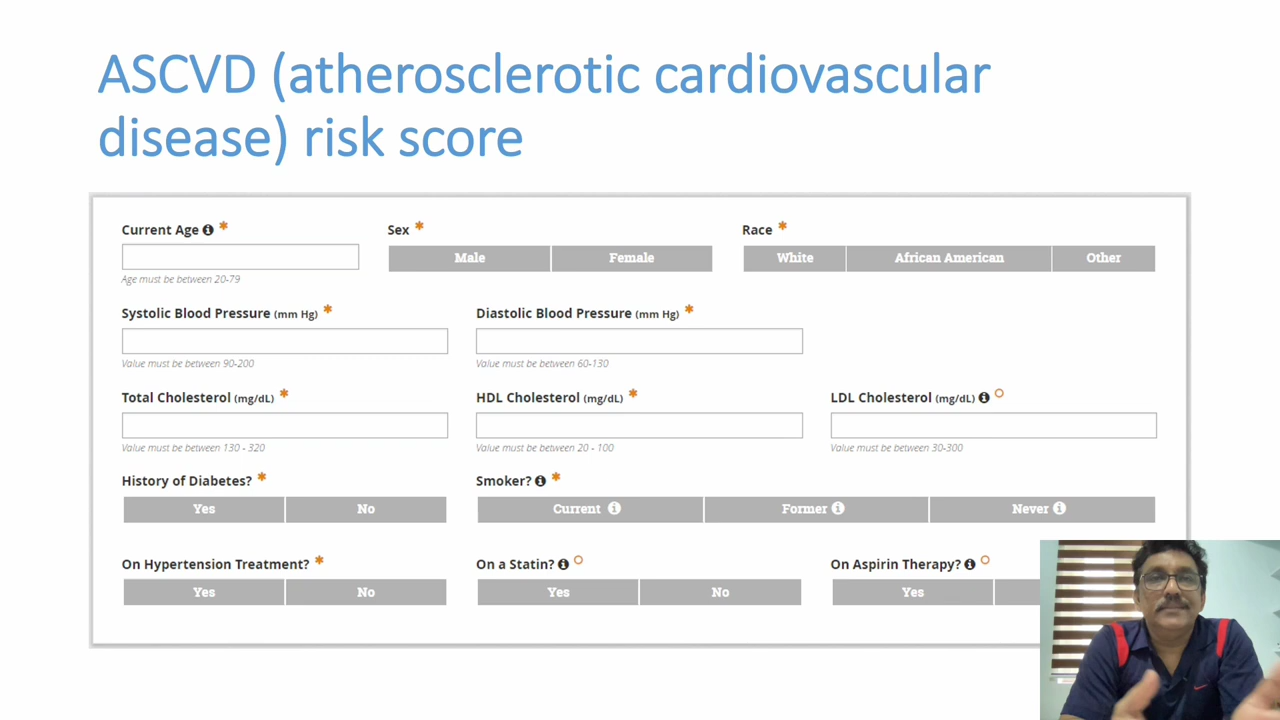 ASCVD (atherosclerotic cardiovascular
disease) risk score
Current Age * Sex * Race *
Male Female White African American Other
Age must be between 20-79
Systolic Blood Pressure (mm Hg) * Diastolic Blood Pressure (mm Hg) *
Value must be between 90-200 Value must be between 60-130
Total Cholesterol (mg/dL) * HDL Cholesterol (mg/dL) * LDL Cholesterol (mg/dL)
Value must be between 130 - 320 Value must be between 20 - 100 Value must be between 30-300
History of Diabetes? * Smoker? *
Yes No Current Former Never
On Hypertension Treatment? * On a Statin? On Aspirin Therapy?
Yes No Yes No Yes